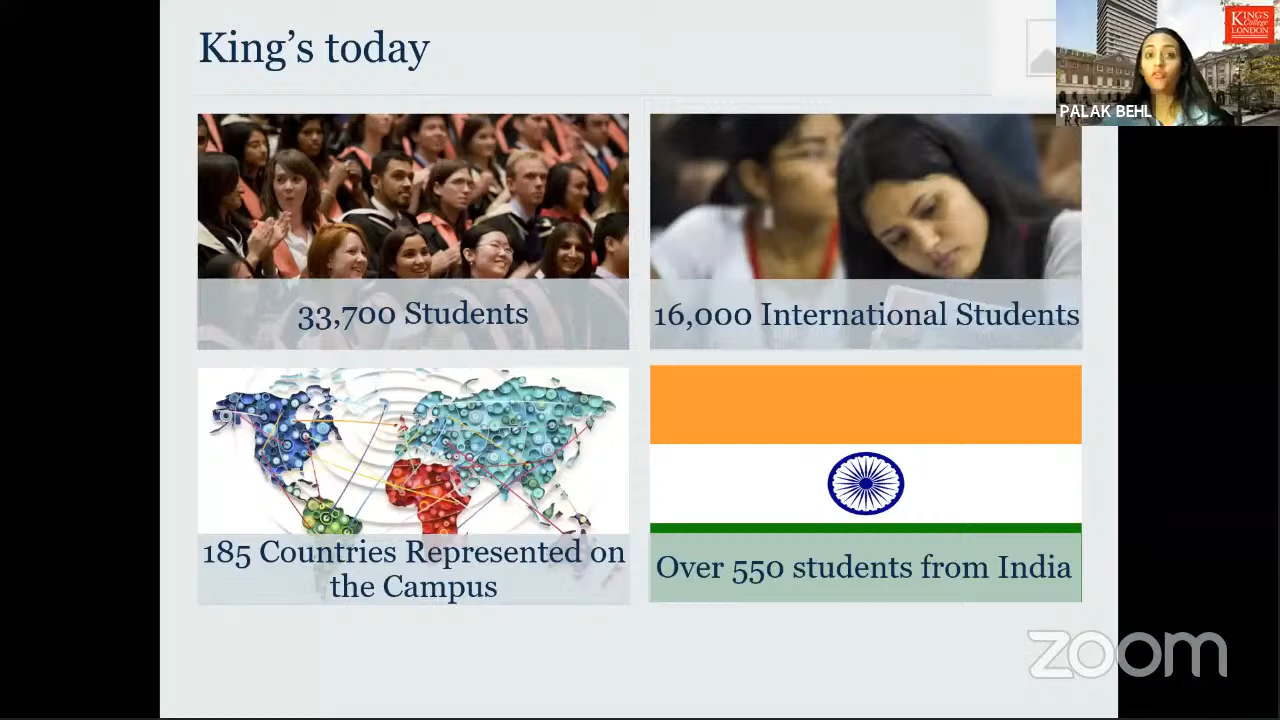 King's today
KING'S
College
LONDON
PALAK BEHL
33,700 Students
16,000 International Students
185 Countries Represented on
the Campus
Over 550 students from India
zoom